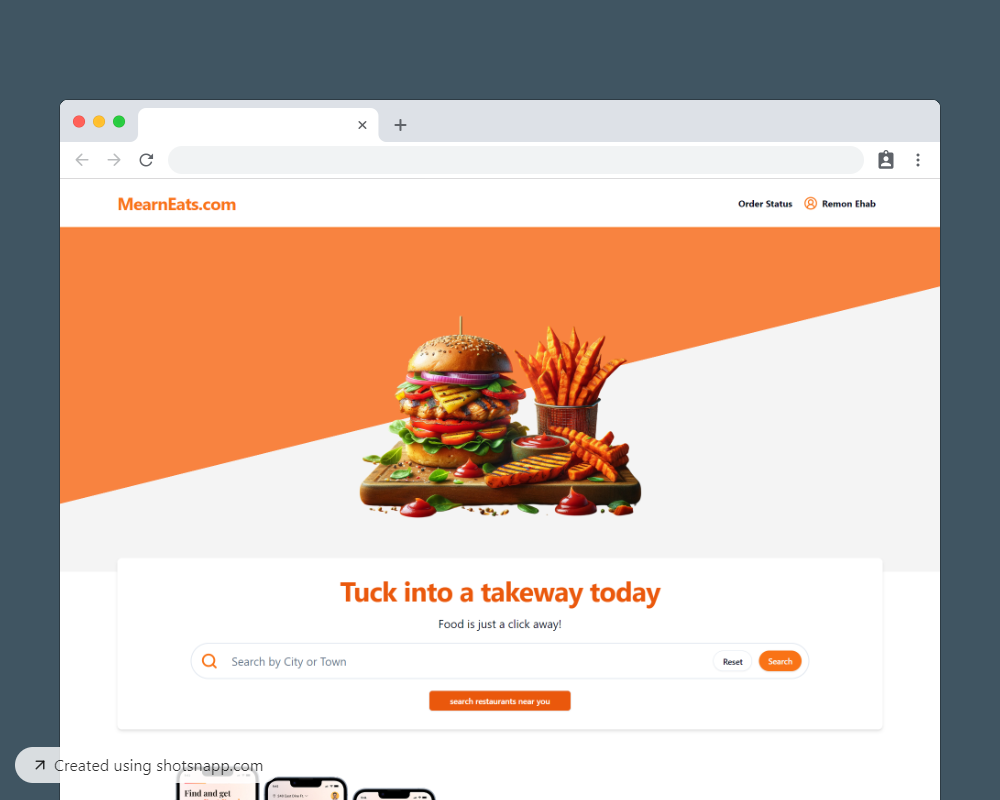 MearnEats.com
Order Status
Remon Ehab
Tuck into a takeway today
Food is just a click away!
Search by City or Town
Reset
Search
search restaurants near you
Created using shotsnapp.com
Find and get